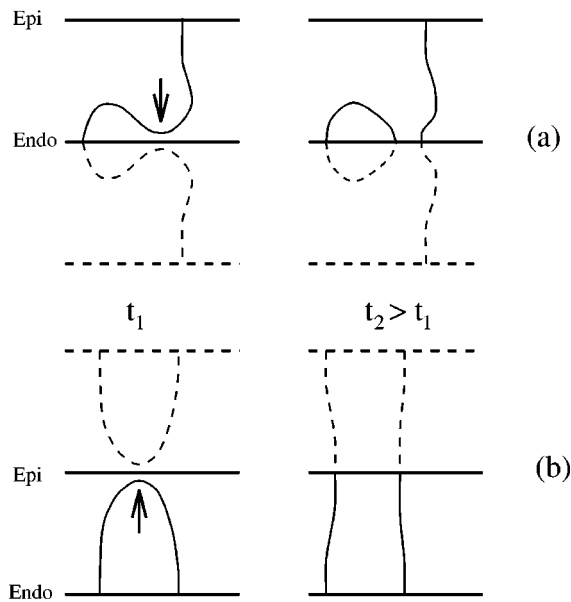 Epi
Endo
(a)
t₁
t₂ > t₁
Epi
(b)
Endo